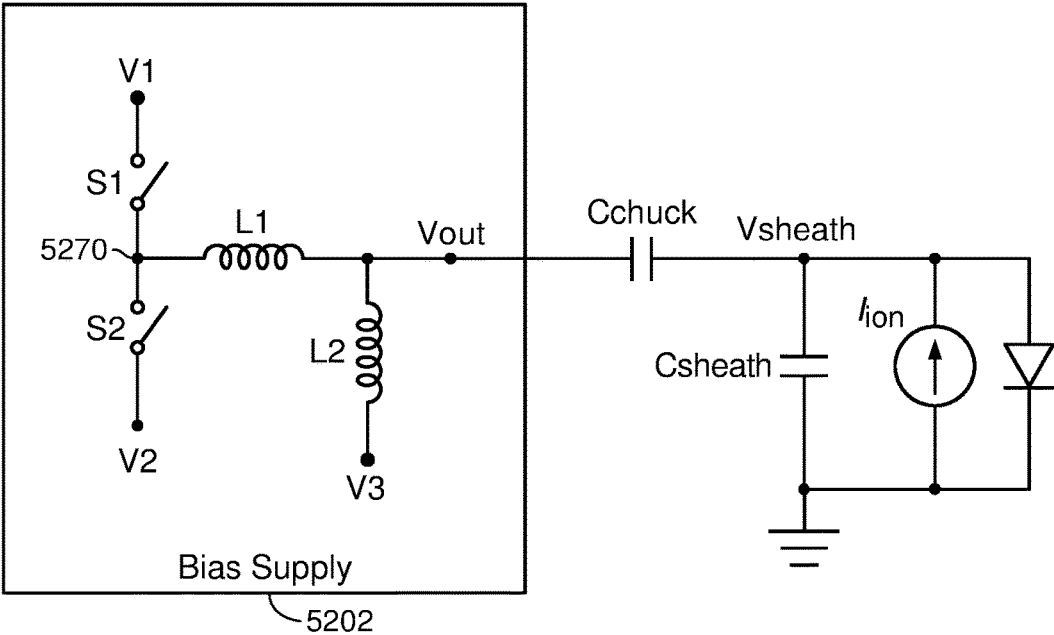 V1
S1
L1
5270
Vout
Cchuck
Vsheath
S2
L2
Iion
Csheath
V2
V3
Bias Supply
5202